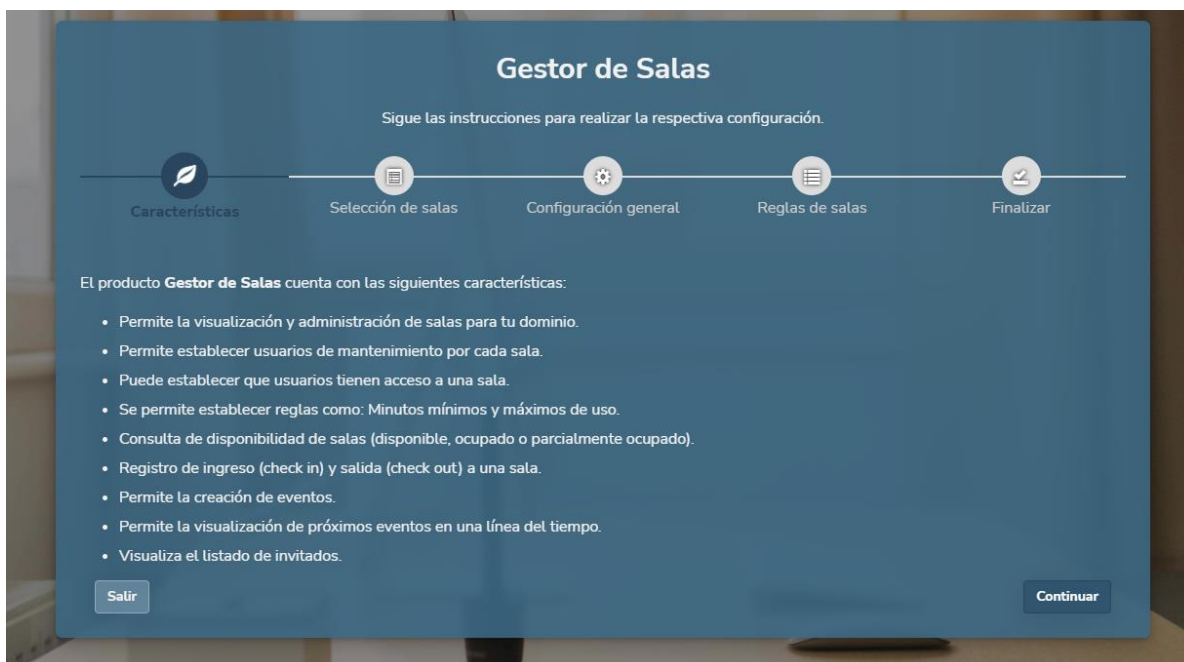 Gestor de Salas
Sigue las instrucciones para realizar la respectiva configuración.
Características
Selección de salas
Configuración general
Reglas de salas
Finalizar
El producto Gestor de Salas cuenta con las siguientes características:
• Permite la visualización y administración de salas para tu dominio.
• Permite establecer usuarios de mantenimiento por cada sala.
• Puede establecer que usuarios tienen acceso a una sala.
• Se permite establecer reglas como: Minutos mínimos y máximos de uso.
• Consulta de disponibilidad de salas (disponible, ocupado o parcialmente ocupado).
• Registro de ingreso (check in) y salida (check out) a una sala.
• Permite la creación de eventos.
• Permite la visualización de próximos eventos en una línea del tiempo.
• Visualiza el listado de invitados.
Salir
Continuar